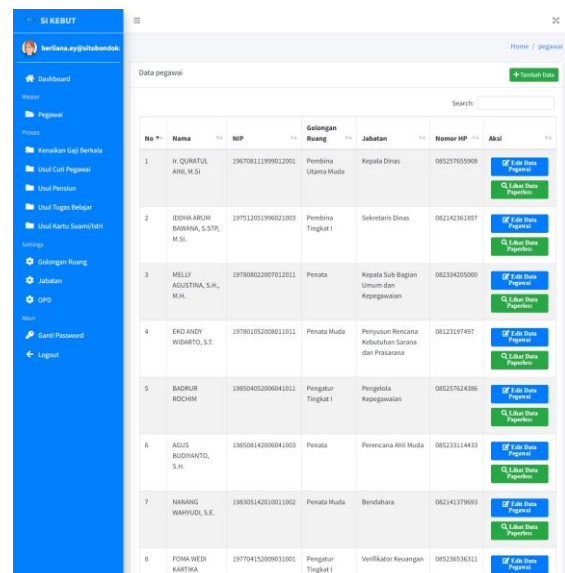 SI KEBUT
berliana.ey@situbondok
Dashboard
Master
Pegawai
Proses
Kenaikan Gaji Berkala
Usul Cuti Pegawai
Usul Pensiun
Usul Tugas Belajar
Usul Kartu Suami/Istri
Settings
Golongan Ruang
Jabatan
OPD
Akun
Ganti Password
Logout
Home / pegawai
Data pegawai
+ Tambah Data
Search:
No Nama NIP Golongan Ruang Jabatan Nomor HP Aksi
1 Ir. QURATUL AINI, M.Si 196708111999012001 Pembina Utama Muda Kepala Dinas 085257655908 Edit Data Pegawai
Lihat Data Paperless
2 IDDHA ARUM BAWANA, S.STP, M.Si. 197512051996021003 Pembina Tingkat I Sekretaris Dinas 082142361857 Edit Data Pegawai
Lihat Data Paperless
3 MELLY AGUSTINA, S.H., M.H. 197808022007012011 Penata Kepala Sub Bagian Umum dan Kepegawaian 082334205000 Edit Data Pegawai
Lihat Data Paperless
4 EKO ANDY WIDARTO, S.T. 197801052008011011 Penata Muda Penyusun Rencana Kebutuhan Sarana dan Prasarana 08123197497 Edit Data Pegawai
Lihat Data Paperless
5 BADRUR ROCHIM 198504052006041011 Pengatur Tingkat I Pengelola Kepegawaian 085257624386 Edit Data Pegawai
Lihat Data Paperless
6 AGUS BUDIYANTO, S.H. 198508142006041003 Penata Perencana Ahli Muda 085233114433 Edit Data Pegawai
Lihat Data Paperless
7 NANANG WAHYUDI, S.E. 198305142010011002 Penata Muda Bendahara 082141379693 Edit Data Pegawai
Lihat Data Paperless
8 FOMA WEDI KARTIKA 197704152009031001 Pengatur Tingkat I Verifikator Keuangan 085236536311 Edit Data Pegawai